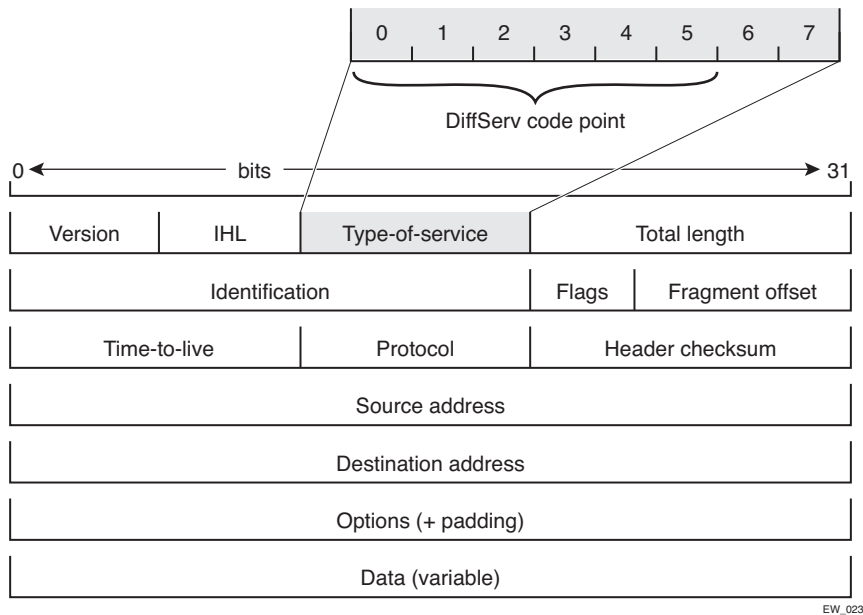 0 1 2 3 4 5 6 7
DiffServ code point
0 bits 31
Version IHL Type-of-service Total length
Identification Flags Fragment offset
Time-to-live Protocol Header checksum
Source address
Destination address
Options (+ padding)
Data (variable)
EW_023